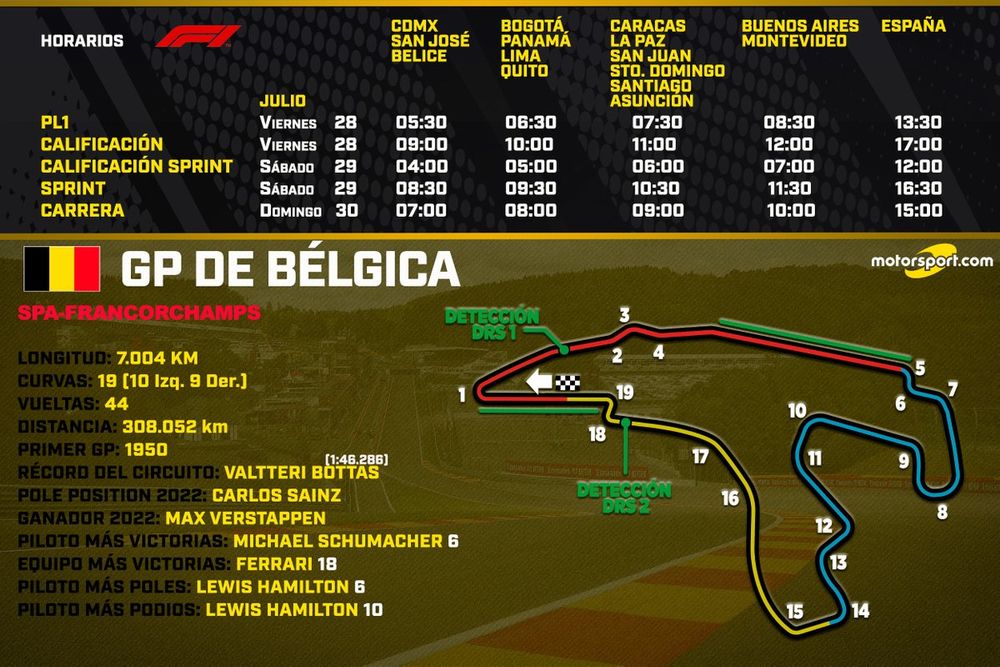 HORARIOS
F1
CDMX
SAN JOSÉ
BELICE
BOGOTÁ
PANAMÁ
LIMA
QUITO
CARACAS
LA PAZ
SAN JUAN
STO. DOMINGO
SANTIAGO
ASUNCIÓN
BUENOS AIRES
MONTEVIDEO
ESPAÑA
JULIO
PL1 VIERNES 28 05:30 06:30 07:30 08:30 13:30
CALIFICACIÓN VIERNES 28 09:00 10:00 11:00 12:00 17:00
CALIFICACIÓN SPRINT SÁBADO 29 04:00 05:00 06:00 07:00 12:00
SPRINT SÁBADO 29 08:30 09:30 10:30 11:30 16:30
CARRERA DOMINGO 30 07:00 08:00 09:00 10:00 15:00
GP DE BÉLGICA
motorsport.com
SPA-FRANCORCHAMPS
LONGITUD: 7.004 KM
CURVAS: 19 (10 Izq. 9 Der.)
VUELTAS: 44
DISTANCIA: 308.052 km
PRIMER GP: 1950
[1:46.286]
RÉCORD DEL CIRCUITO: VALTTERI BOTTAS
POLE POSITION 2022: CARLOS SAINZ
GANADOR 2022: MAX VERSTAPPEN
PILOTO MÁS VICTORIAS: MICHAEL SCHUMACHER 6
EQUIPO MÁS VICTORIAS: FERRARI 18
PILOTO MÁS POLES: LEWIS HAMILTON 6
PILOTO MÁS PODIOS: LEWIS HAMILTON 10
DETECCIÓN
DRS 1
1
2
3
4
5
6
7
8
9
10
11
12
13
14
15
16
17
18
19
DETECCIÓN
DRS 2